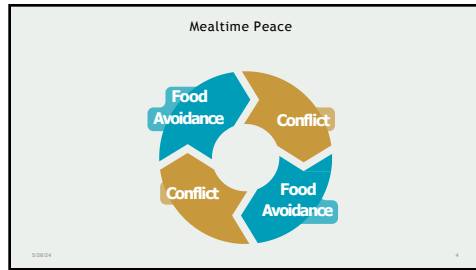 Mealtime Peace
Food
Avoidance
Conflict
Conflict
Food
Avoidance
5/28/24
4